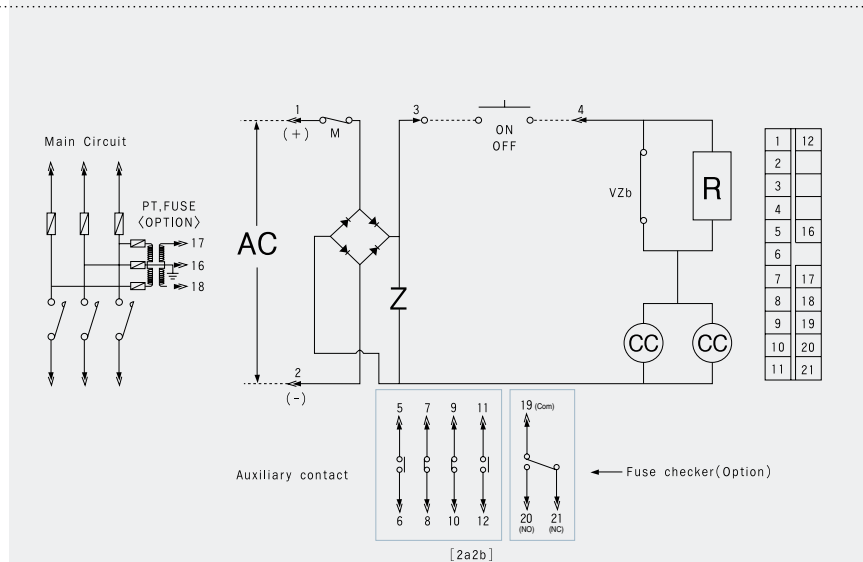 Main Circuit
PT,FUSE
〈OPTION〉
17
16
18
AC
1
(+)
M
2
(-)
3
ON
OFF
4
Z
VZb
R
CC CC
1 12
2
3
4
5 16
6
7 17
8 18
9 19
10 20
11 21
Auxiliary contact
5 7 9 11
6 8 10 12
[2a2b]
19 (Com)
20 21
(NO) (NC)
Fuse checker(Option)